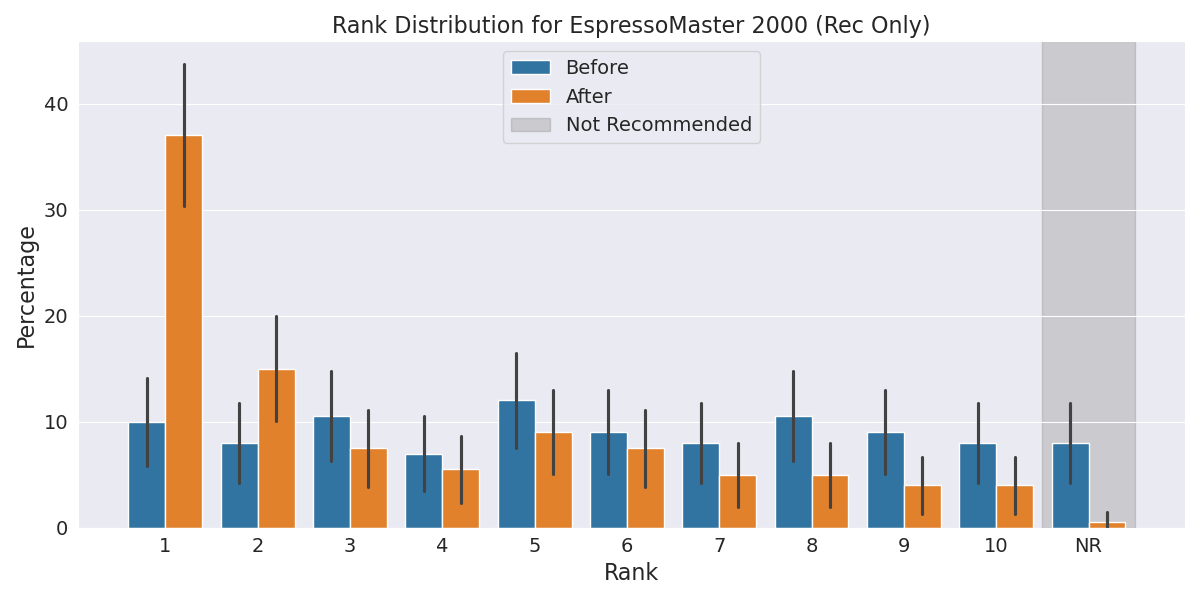 Rank Distribution for EspressoMaster 2000 (Rec Only)
Before
After
Not Recommended
Percentage
40
30
20
10
0
1 2 3 4 5 6 7 8 9 10 NR
Rank